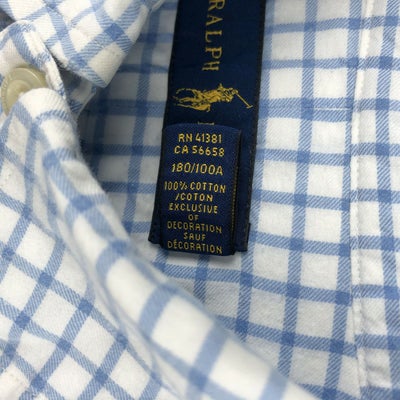 RALPH
RN 41381
CA 56658
180/100A
100% COTTON
/COTON
EXCLUSIVE
OF
DECORATION
SAUF
DÉCORATION